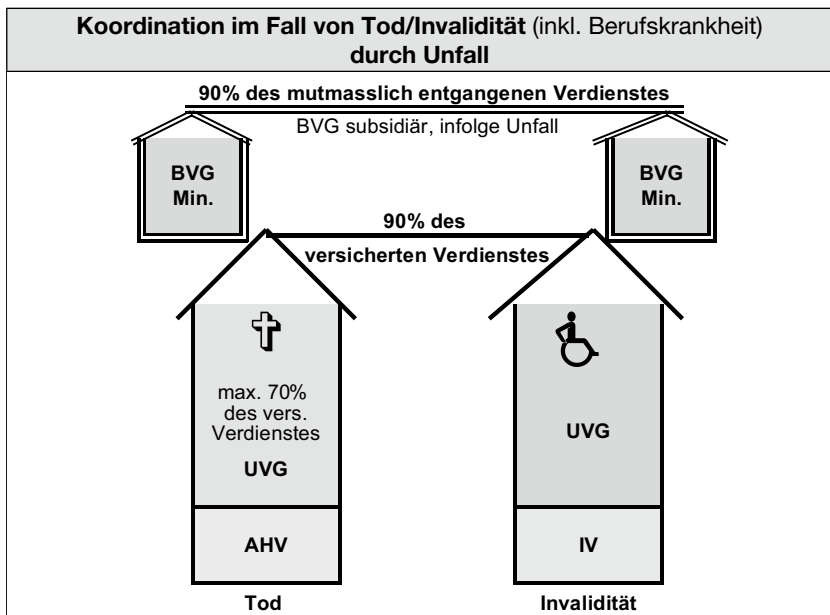 Koordination im Fall von Tod/Invalidität (inkl. Berufskrankheit)
durch Unfall
90% des mutmasslich entgangenen Verdienstes
BVG subsidiär, infolge Unfall
BVG
Min.
BVG
Min.
90% des
versicherten Verdienstes
max. 70%
des vers.
Verdienstes
UVG
UVG
AHV
IV
Tod
Invalidität